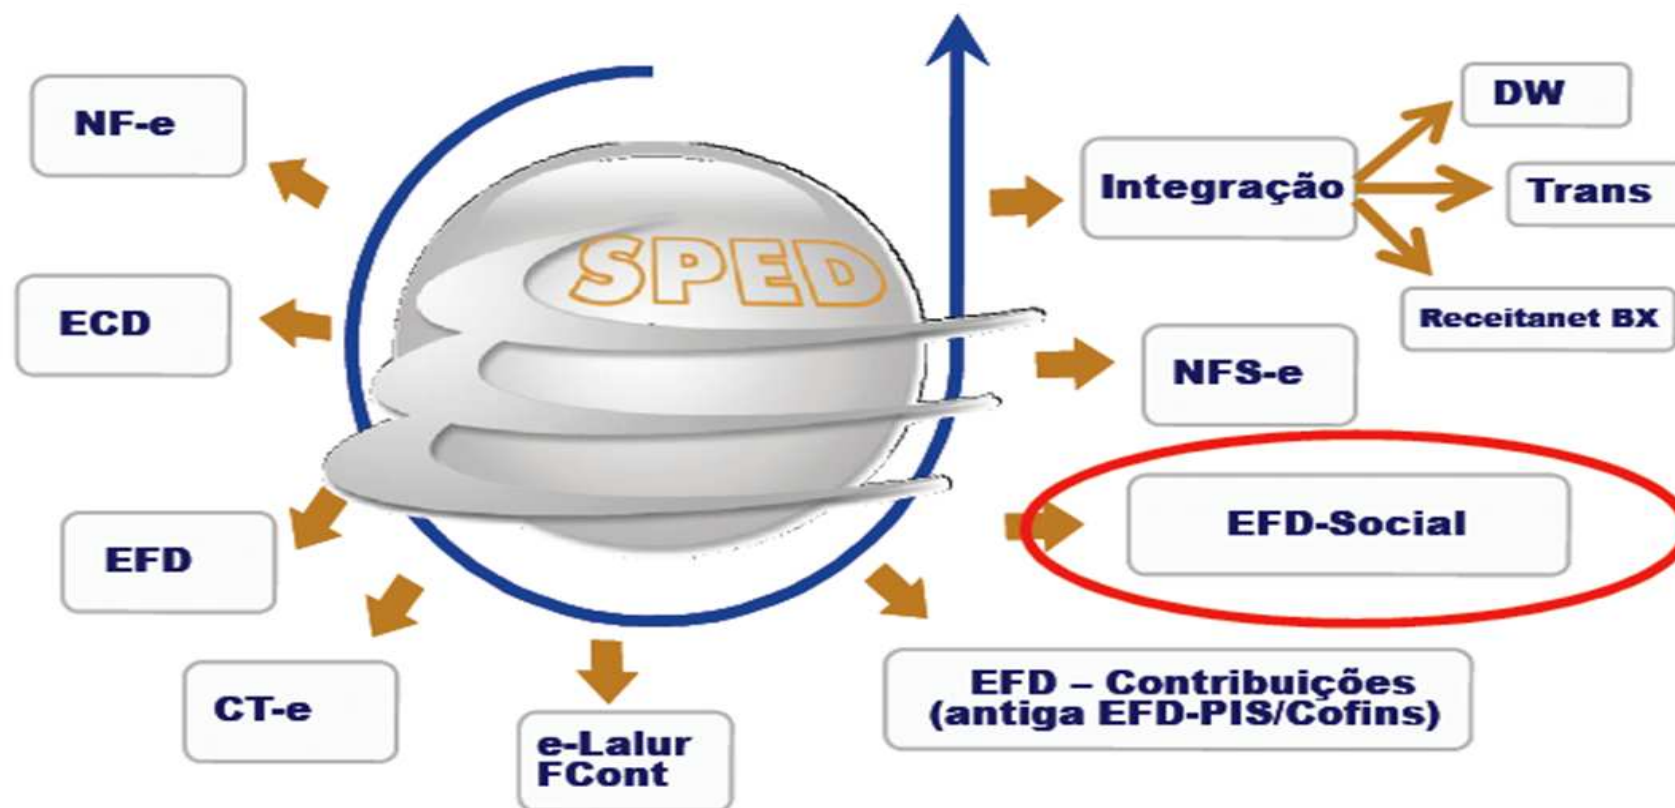 NF-e
ECD
EFD
CT-e
e-Lalur
FCont
SPED
DW
Integração
Trans
Receitanet BX
NFS-e
EFD-Social
EFD – Contribuições
(antiga EFD-PIS/Cofins)